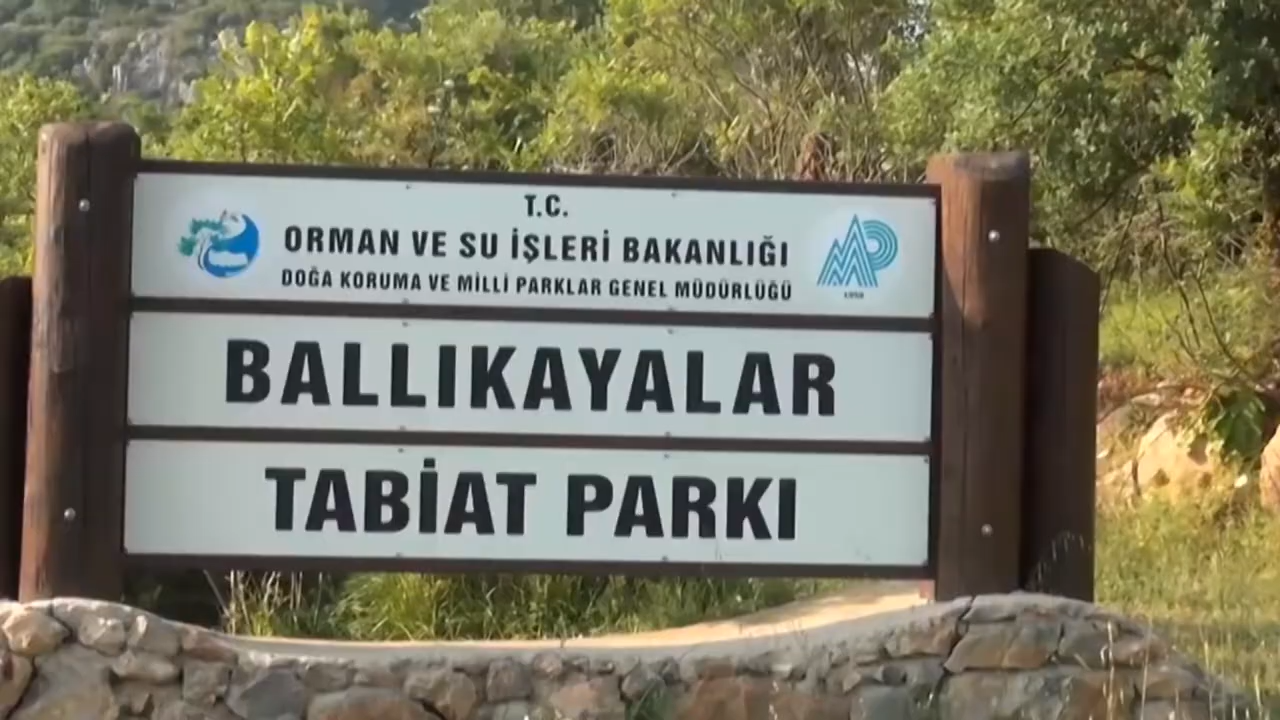 T.C.
ORMAN VE SU İŞLERİ BAKANLIĞI
DOĞA KORUMA VE MİLLİ PARKLAR GENEL MÜDÜRLÜĞÜ
BALLIKAYALAR
TABİAT PARKI